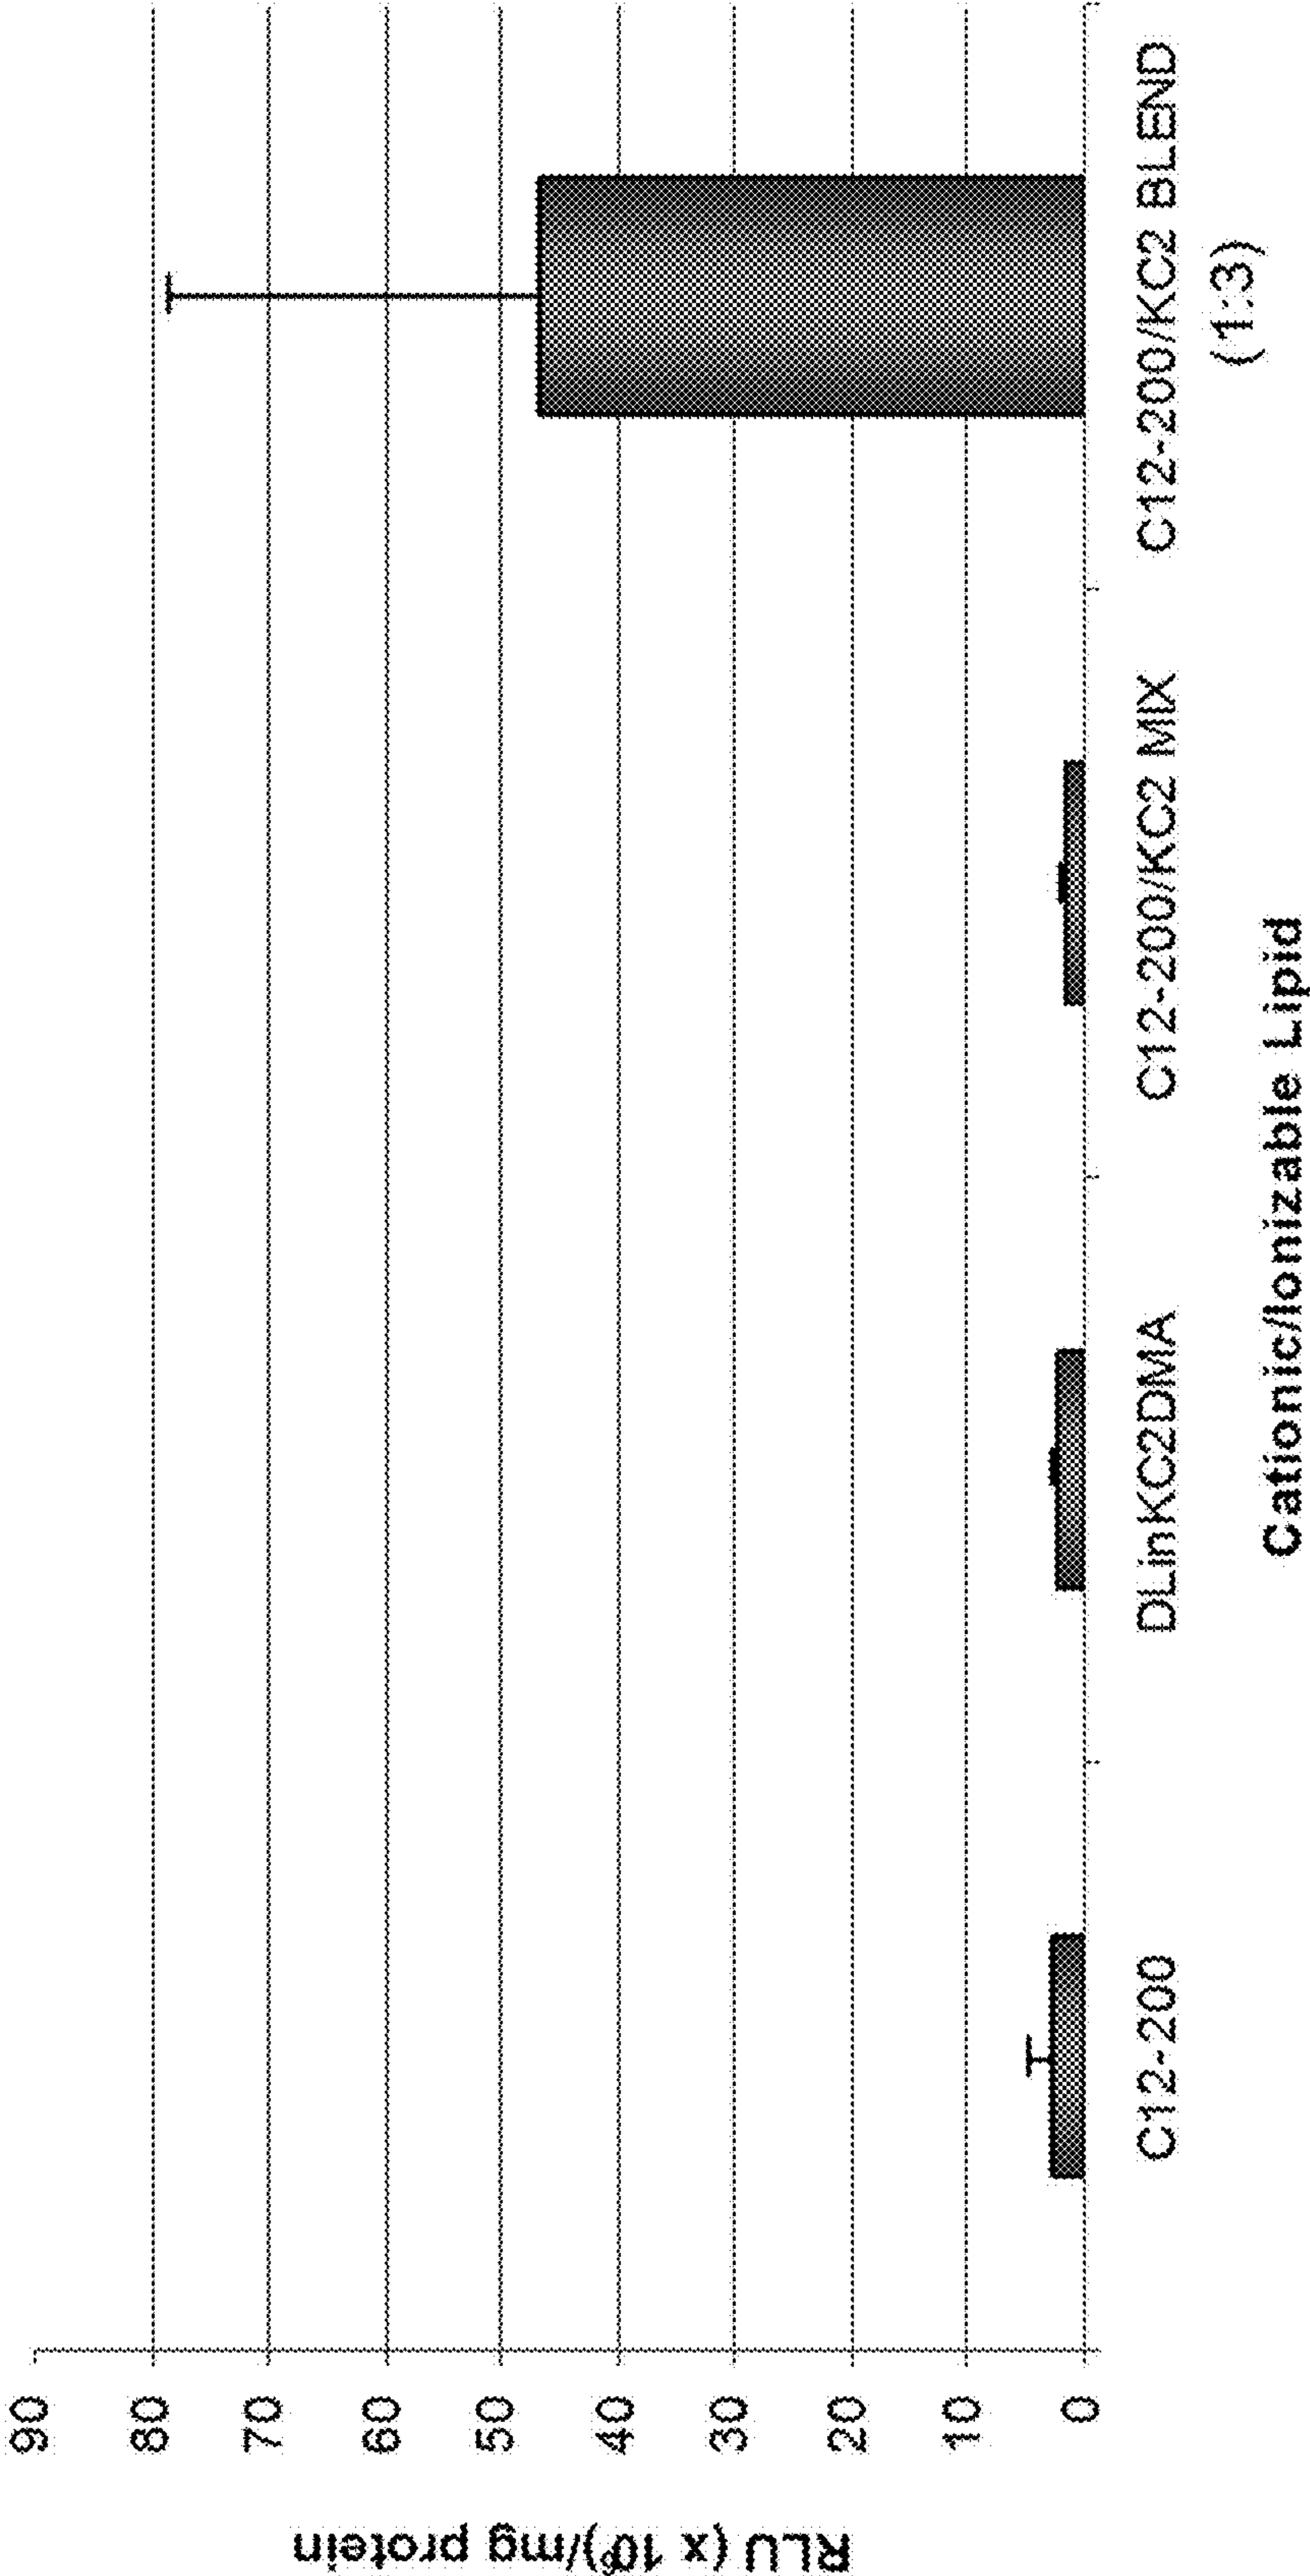 RLU (x 10⁶)/mg protein
90
80
70
60
50
40
30
20
10
0
C12-200
DLinKC2DMA
C12-200/KC2 MIX
C12-200/KC2 BLEND
(1:3)
Cationic/Ionizable Lipid